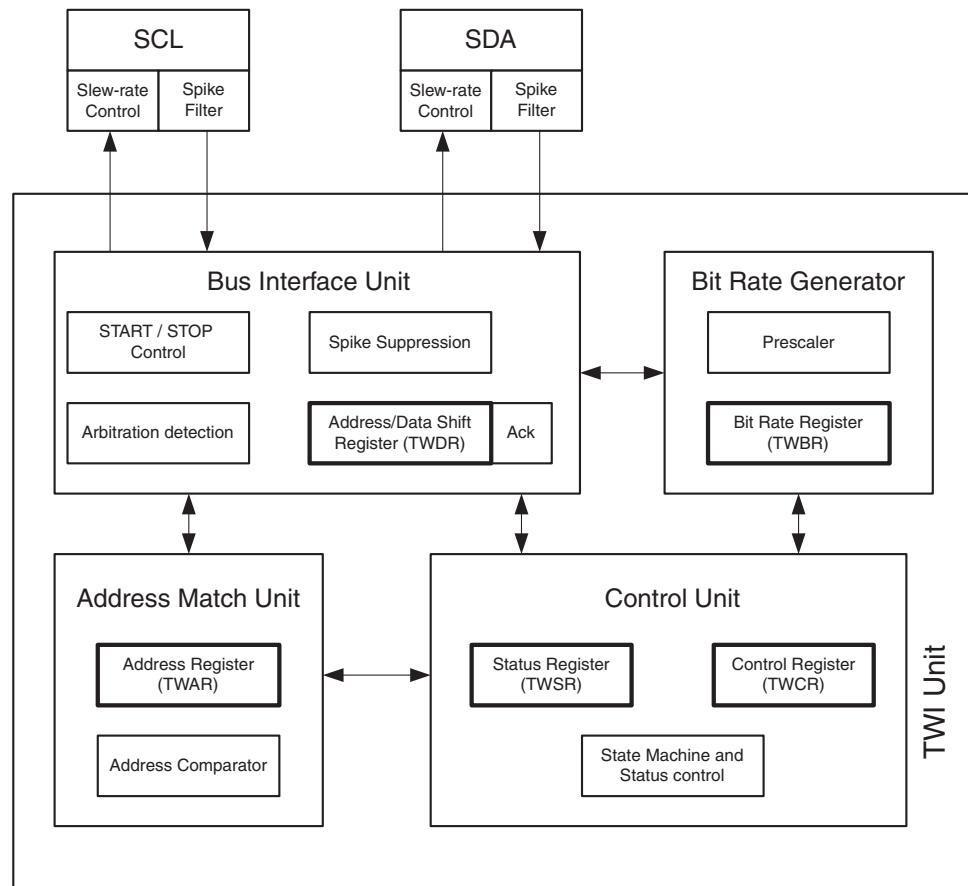 SCL
Slew-rate
Control
Spike
Filter
SDA
Slew-rate
Control
Spike
Filter
Bus Interface Unit
START / STOP
Control
Spike Suppression
Arbitration detection
Address/Data Shift
Register (TWDR)
Ack
Bit Rate Generator
Prescaler
Bit Rate Register
(TWBR)
Address Match Unit
Address Register
(TWAR)
Address Comparator
Control Unit
Status Register
(TWSR)
Control Register
(TWCR)
State Machine and
Status control
TWI Unit